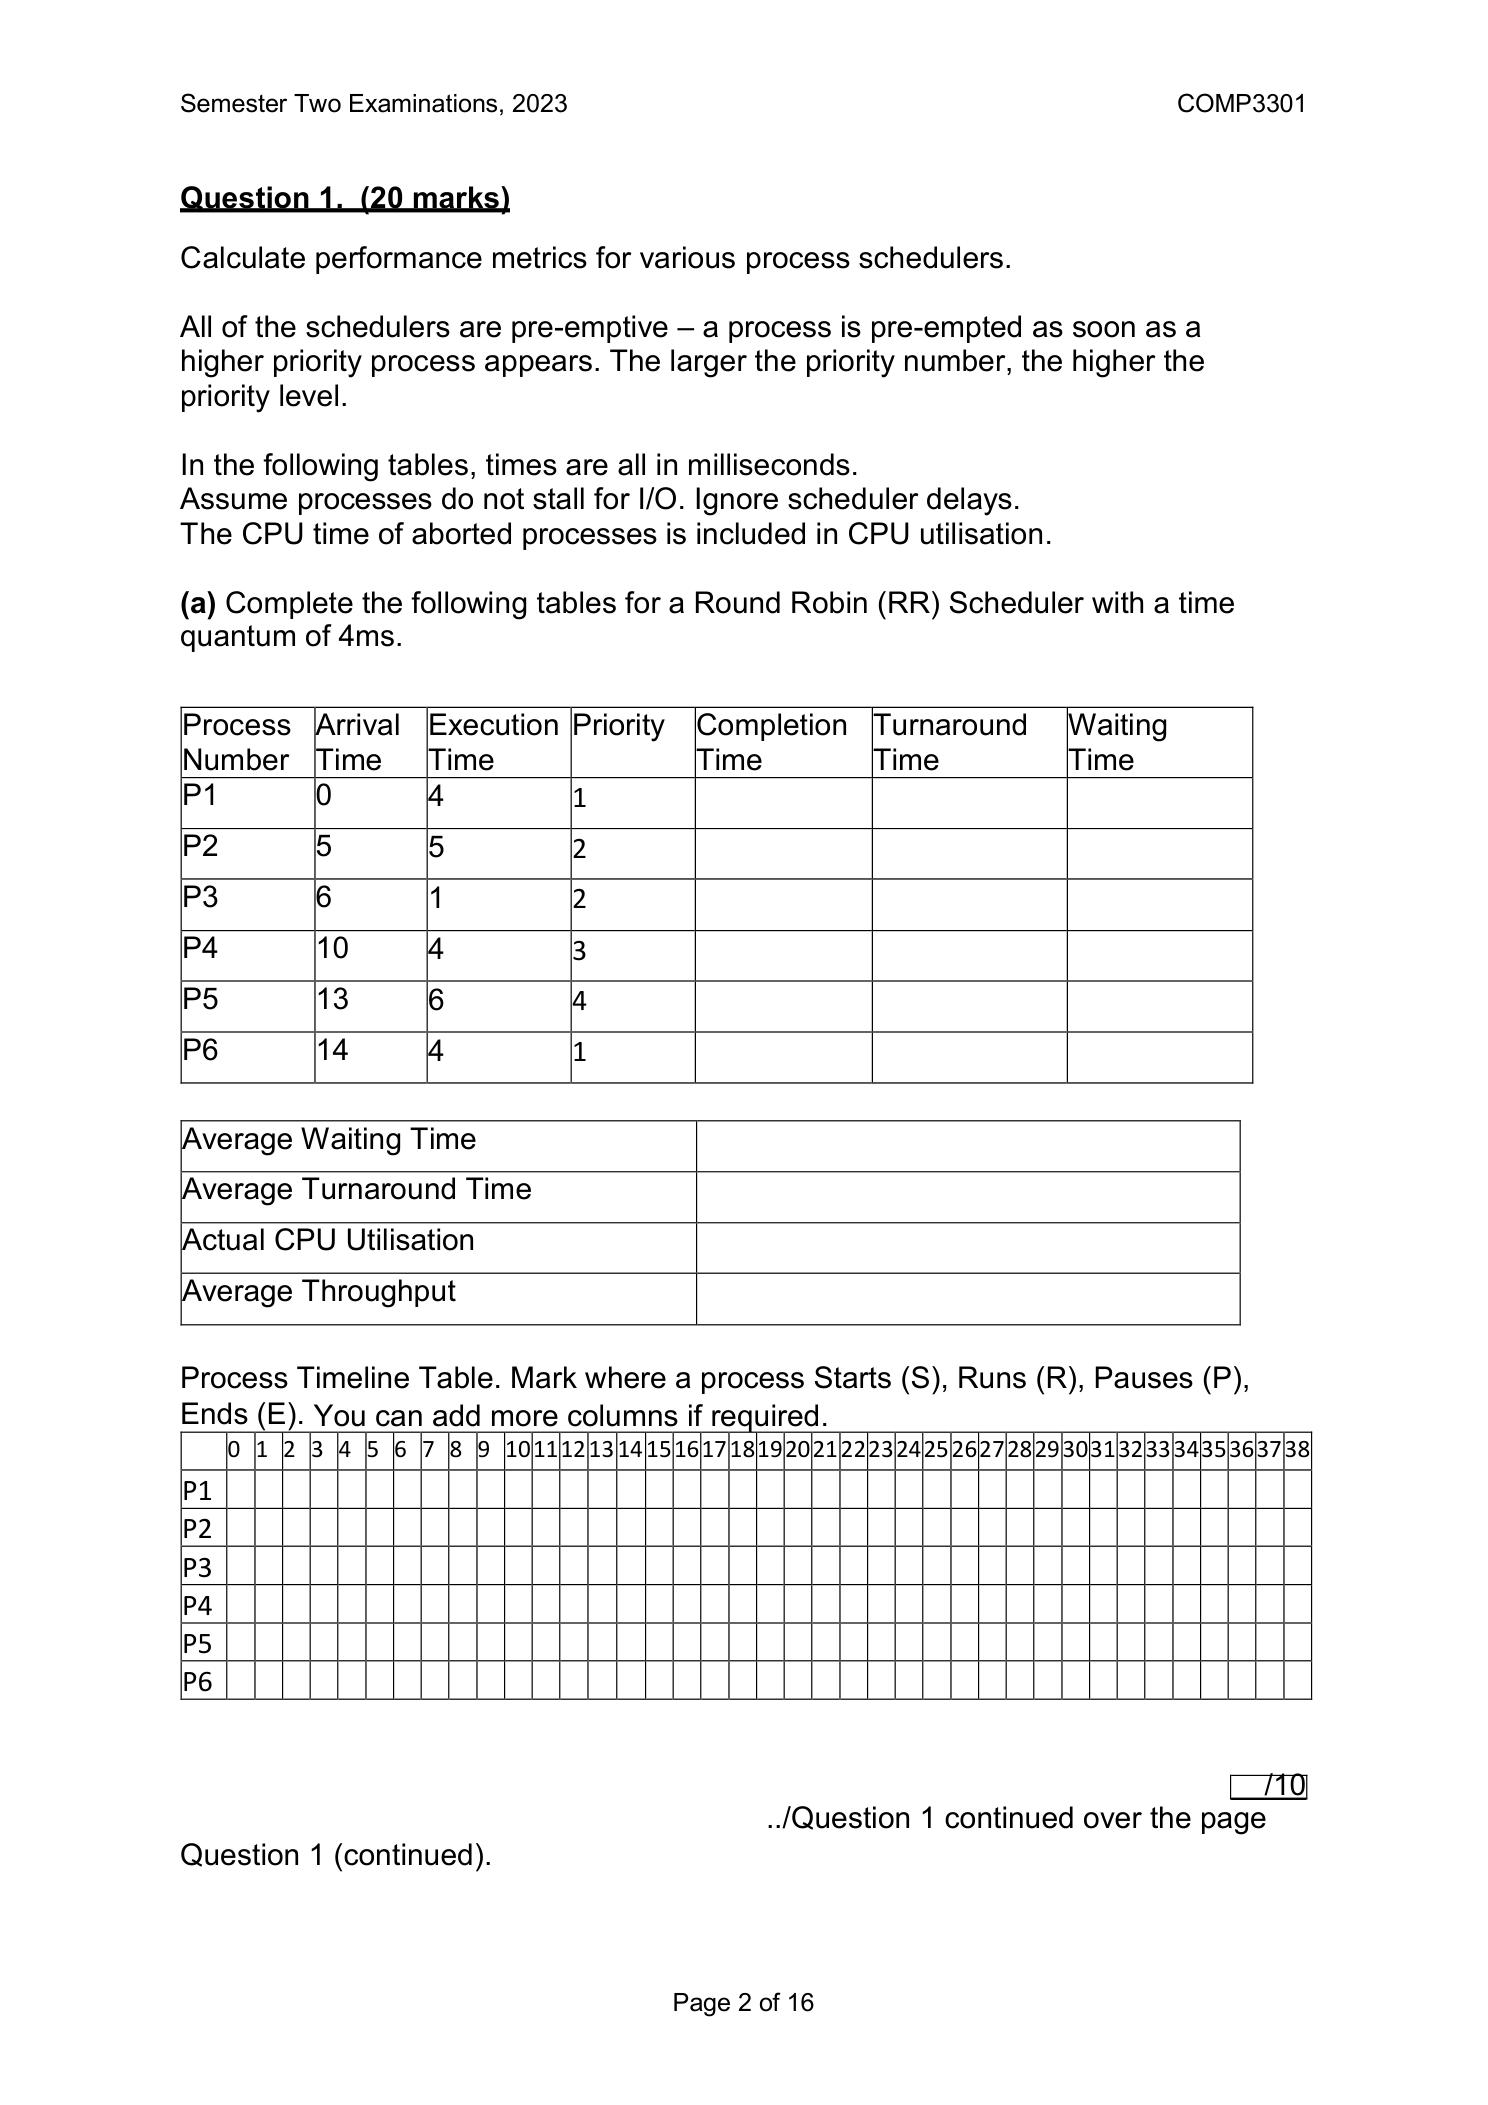 Semester Two Examinations, 2023 COMP3301
Question 1. (20 marks)
Calculate performance metrics for various process schedulers.
All of the schedulers are pre-emptive – a process is pre-empted as soon as a
higher priority process appears. The larger the priority number, the higher the
priority level.
In the following tables, times are all in milliseconds.
Assume processes do not stall for I/O. Ignore scheduler delays.
The CPU time of aborted processes is included in CPU utilisation.
(a) Complete the following tables for a Round Robin (RR) Scheduler with a time
quantum of 4ms.
Process Arrival Execution Priority Completion Turnaround Waiting
Number Time Time Time Time Time
P1 0 4 1
P2 5 5 2
P3 6 1 2
P4 10 4 3
P5 13 6 4
P6 14 4 1
Average Waiting Time
Average Turnaround Time
Actual CPU Utilisation
Average Throughput
Process Timeline Table. Mark where a process Starts (S), Runs (R), Pauses (P),
Ends (E). You can add more columns if required.
0 1 2 3 4 5 6 7 8 9 10 11 12 13 14 15 16 17 18 19 20 21 22 23 24 25 26 27 28 29 30 31 32 33 34 35 36 37 38
P1
P2
P3
P4
P5
P6
/10
../Question 1 continued over the page
Question 1 (continued).
Page 2 of 16